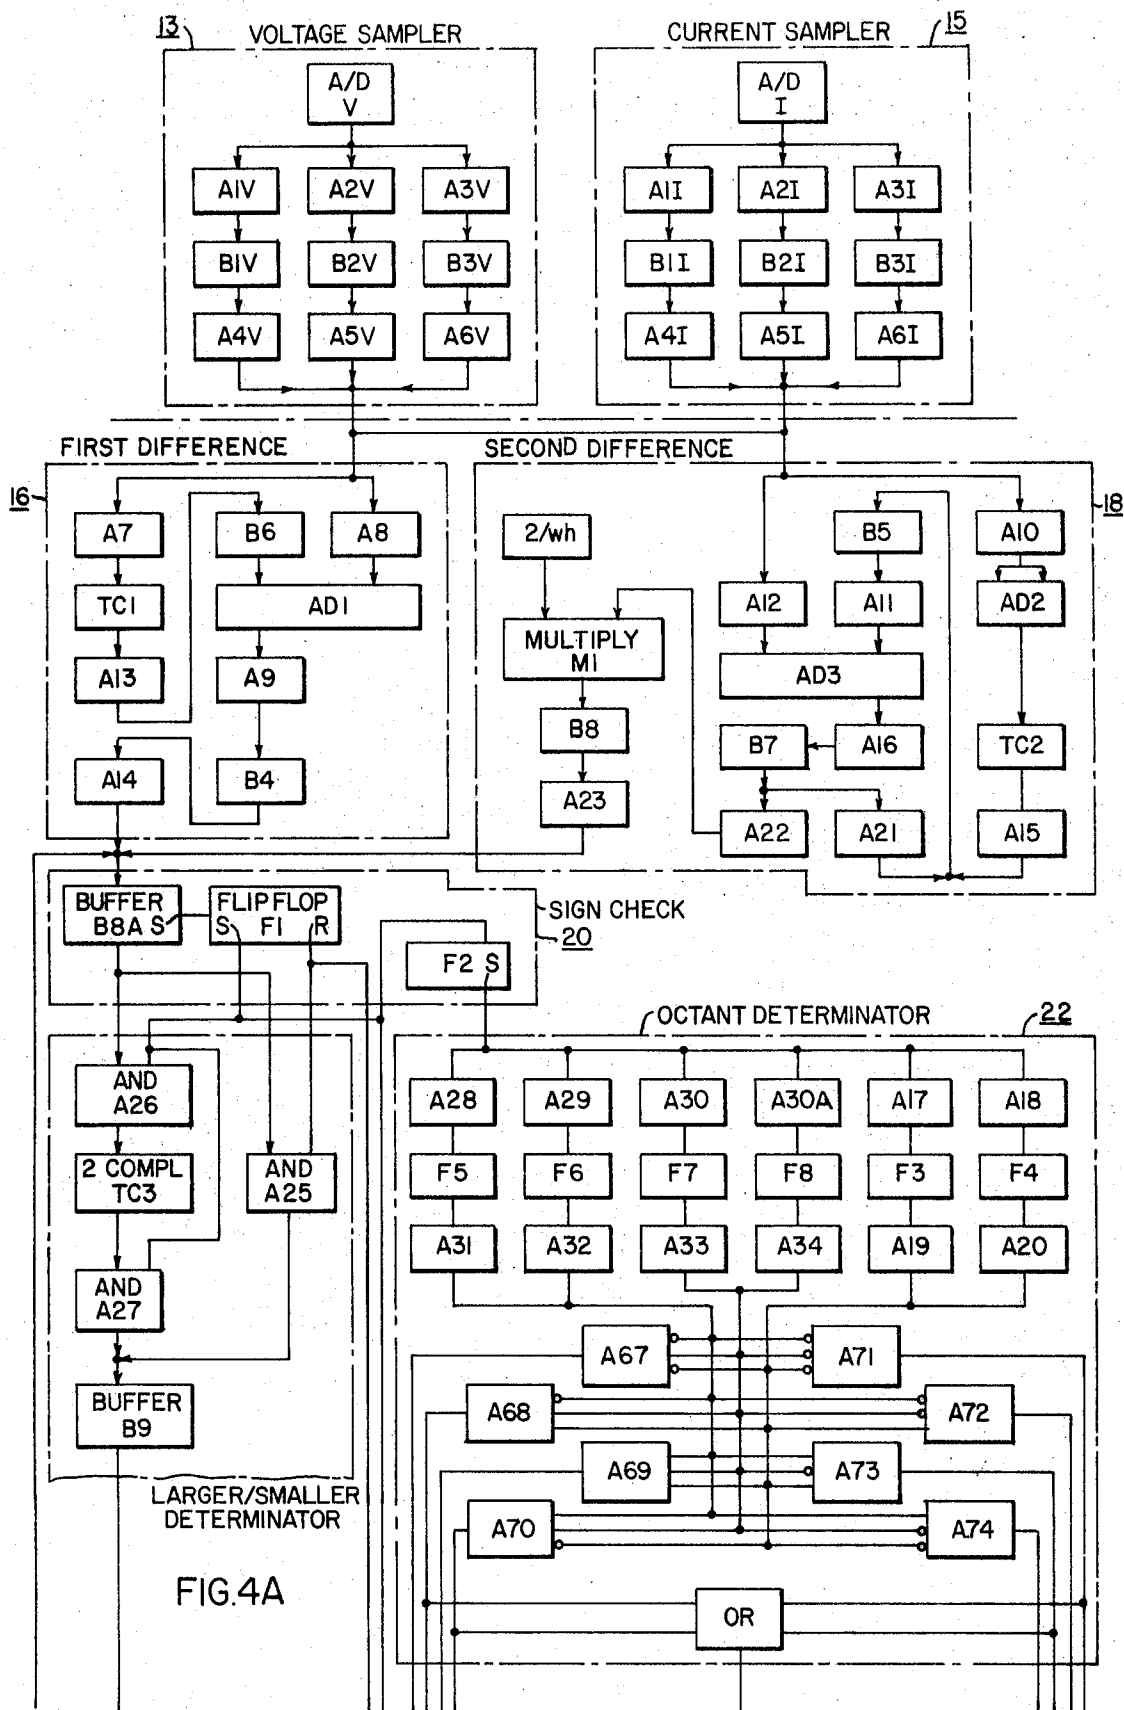 13 VOLTAGE SAMPLER
CURRENT SAMPLER 15
A/D
V
A/D
I
A1V A2V A3V
A1I A2I A3I
B1V B2V B3V
B1I B2I B3I
A4V A5V A6V
A4I A5I A6I
FIRST DIFFERENCE
SECOND DIFFERENCE
16
18
A7 B6 A8
2/wh B5 A10
TC1 AD1
A12 A11 AD2
MULTIPLY
M1
A13 A9
AD3
B8 B7 A16 TC2
A14 B4
A23 A22 A21 A15
BUFFER
B8A S
FLIP FLOP
S F1 R
SIGN CHECK
20
F2 S
OCTANT DETERMINATOR 22
AND
A26
A28 A29 A30 A30A A17 A18
2 COMPL
TC3
AND
A25
F5 F6 F7 F8 F3 F4
A31 A32 A33 A34 A19 A20
AND
A27
A67 A71
BUFFER
B9
A68 A72
A69 A73
LARGER/SMALLER
DETERMINATOR
A70 A74
FIG.4A
OR